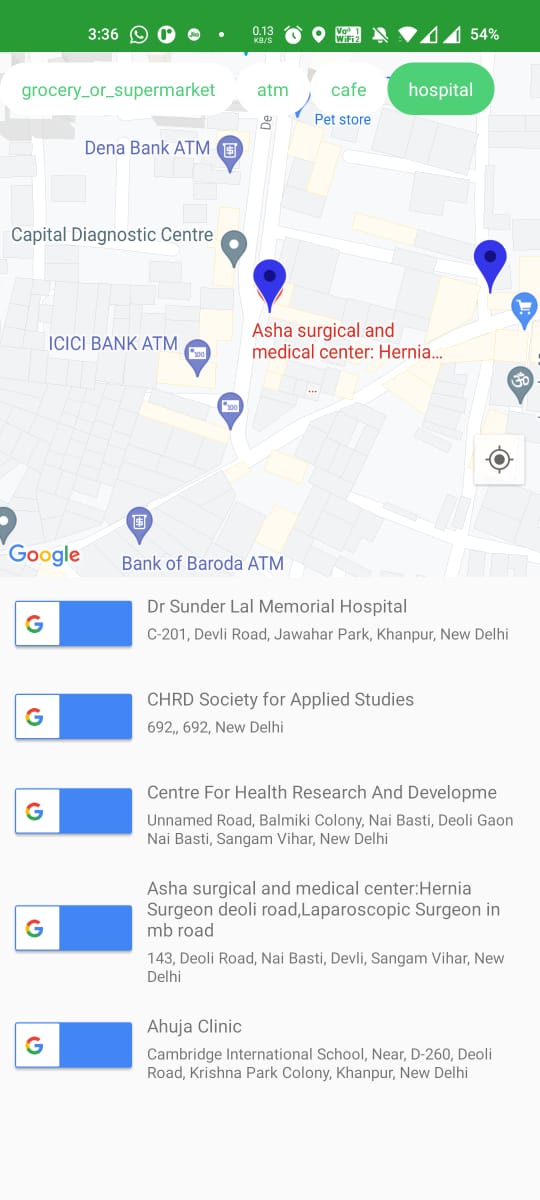 3:36
0.13
KB/S
Vo 1
WiFi2
54%
grocery_or_supermarket
atm
cafe
hospital
De
Pet store
Dena Bank ATM
Capital Diagnostic Centre
Asha surgical and
medical center: Hernia...
ICICI BANK ATM
...
Google
Bank of Baroda ATM
Dr Sunder Lal Memorial Hospital
C-201, Devli Road, Jawahar Park, Khanpur, New Delhi
CHRD Society for Applied Studies
692,, 692, New Delhi
Centre For Health Research And Developme
Unnamed Road, Balmiki Colony, Nai Basti, Deoli Gaon
Nai Basti, Sangam Vihar, New Delhi
Asha surgical and medical center:Hernia
Surgeon deoli road,Laparoscopic Surgeon in
mb road
143, Deoli Road, Nai Basti, Devli, Sangam Vihar, New
Delhi
Ahuja Clinic
Cambridge International School, Near, D-260, Deoli
Road, Krishna Park Colony, Khanpur, New Delhi